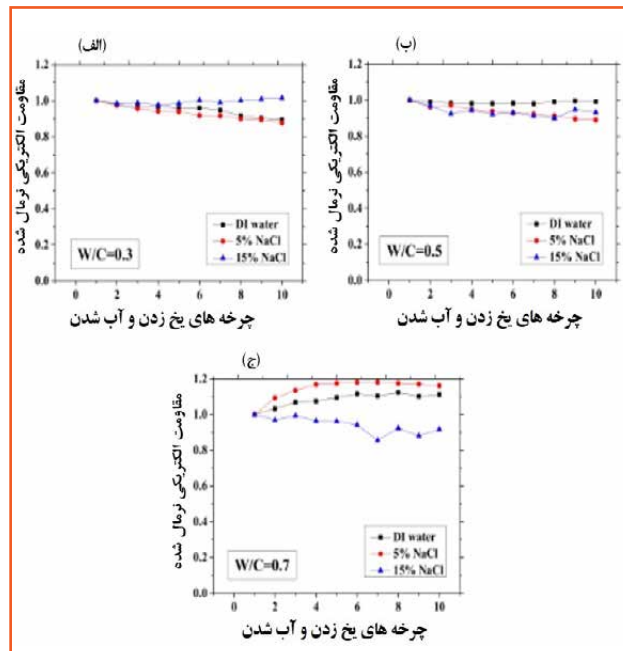 (الف)
مقاومت الکتریکی نرمال شده
1.2
1.0
0.8
0.6
0.4
0.2
0.0
DI water
5% NaCl
15% NaCl
W/C=0.3
0 2 4 6 8 10
چرخه های یخ زدن و آب شدن
(ب)
مقاومت الکتریکی نرمال شده
1.2
1.0
0.8
0.6
0.4
0.2
0.0
DI water
5% NaCl
15% NaCl
W/C=0.5
0 2 4 6 8 10
چرخه های یخ زدن و آب شدن
(ج)
مقاومت الکتریکی نرمال شده
1.2
1.0
0.8
0.6
0.4
0.2
0.0
DI water
5% NaCl
15% NaCl
W/C=0.7
0 2 4 6 8 10
چرخه های یخ زدن و آب شدن